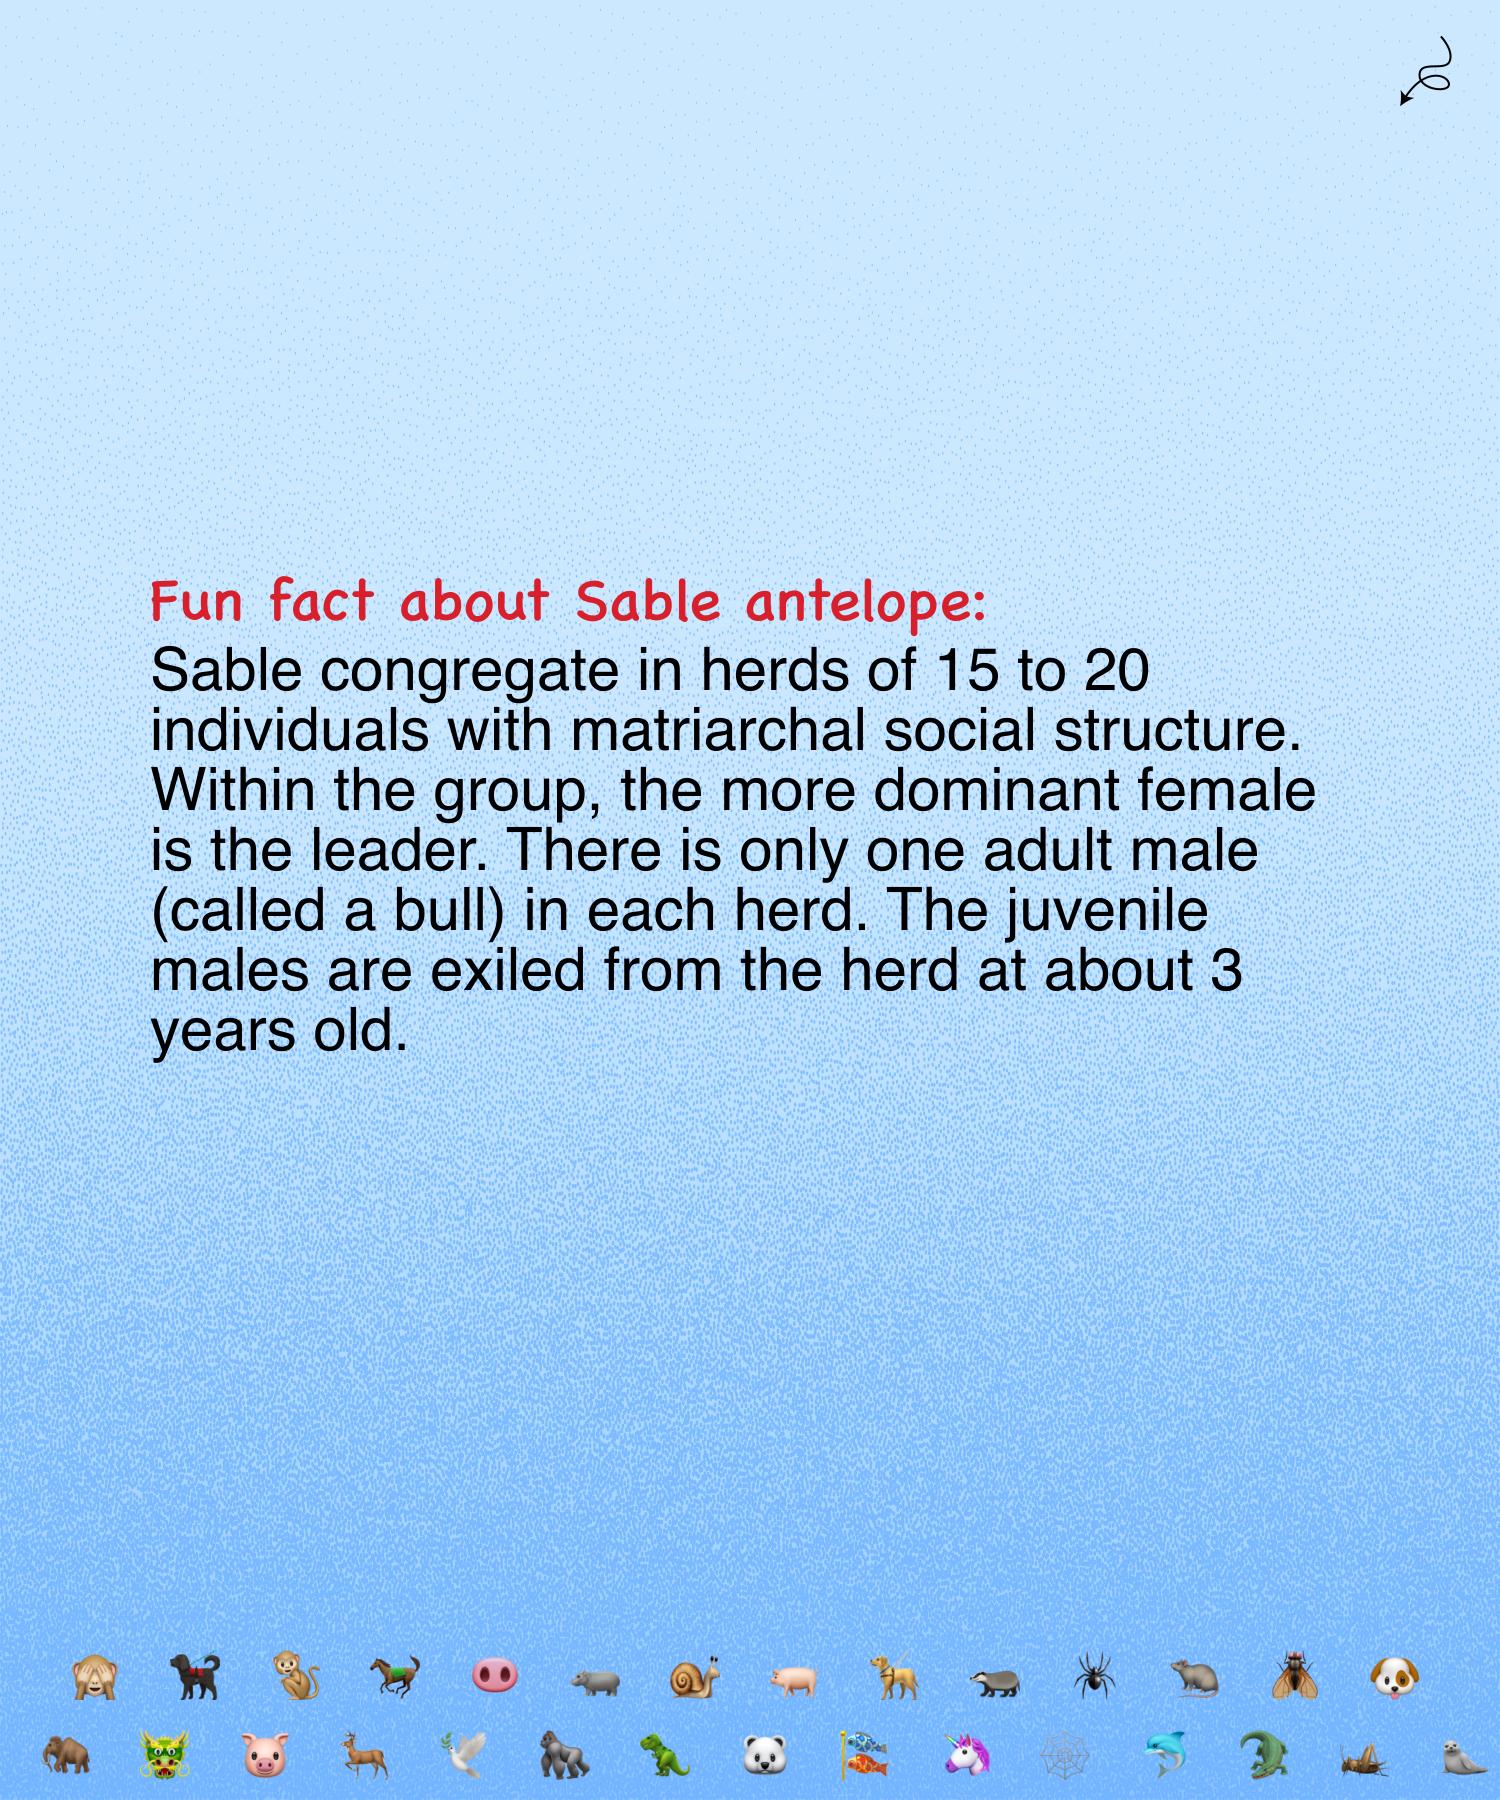 Fun fact about Sable antelope:
Sable congregate in herds of 15 to 20
individuals with matriarchal social structure.
Within the group, the more dominant female
is the leader. There is only one adult male
(called a bull) in each herd. The juvenile
males are exiled from the herd at about 3
years old.